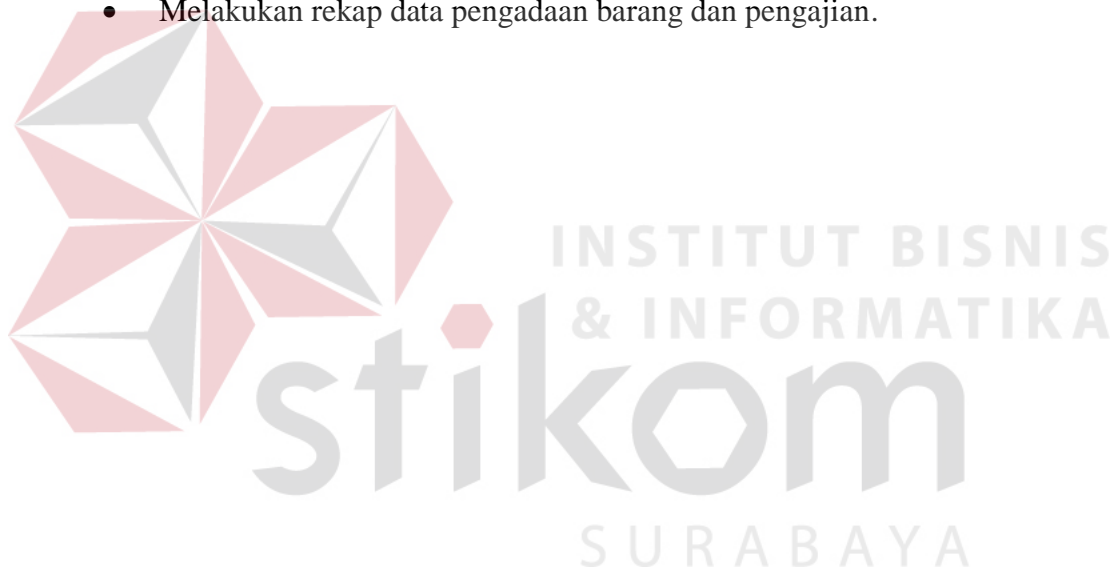 • Melakukan rekap data pengadaan barang dan pengajian.
INSTITUT BISNIS
& INFORMATIKA
stikom
SURABAYA